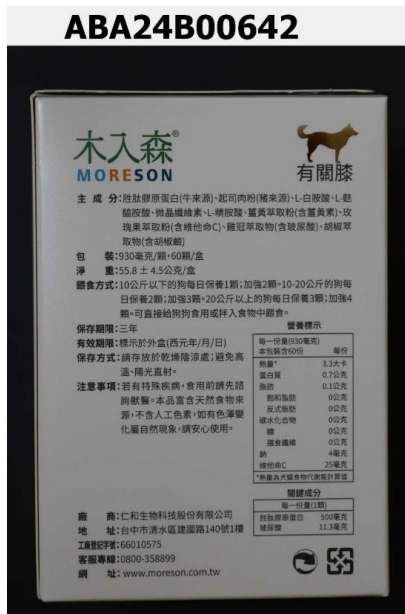 ABA24B00642
木入森®
MORESON
有關膝
主成分:胜肽膠原蛋白(牛來源)、起司肉粉(豬來源)、L-白胺酸、L-麩
醯胺酸、微晶纖維素、L-精胺酸、薑黃萃取粉(含薑黃素)、玫
瑰果萃取粉(含維他命C)、雞冠萃取物(含玻尿酸)、胡椒萃
取物(含胡椒鹼)
包裝:930毫克/顆,60顆/盒
淨重:55.8 ± 4.5公克/盒
餵食方式:10公斤以下的狗每日保養1顆;加強2顆。10-20公斤的狗每
日保養2顆;加強3顆。20公斤以上的狗每日保養3顆;加強4
顆。可直接給狗狗食用或拌入食物中餵食。
保存期限:三年
有效期限:標示於外盒(西元年/月/日)
保存方式:請存放於乾燥陰涼處;避免高
溫、陽光直射。
注意事項:若有特殊疾病,食用前請先諮
詢獸醫。本品富含天然食物來
源,不含人工色素,如有色澤變
化屬自然現象,請安心使用。
營養標示
每一份量(930毫克)
本包裝含60份 每份
熱量* 3.3大卡
蛋白質 0.7公克
脂肪 0.1公克
飽和脂肪 0公克
反式脂肪 0公克
碳水化合物 0公克
糖 0公克
膳食纖維 0公克
鈉 4毫克
維他命C 25毫克
*熱量為犬貓食物代謝能計算值
關鍵成分
每一份量(1顆)
胜肽膠原蛋白 500毫克
玻尿酸 11.3毫克
廠商:仁和生物科技股份有限公司
地址:台中市清水區建國路140號1樓
工廠登記字號:66010575
客服專線:0800-358899
網址:www.moreson.com.tw